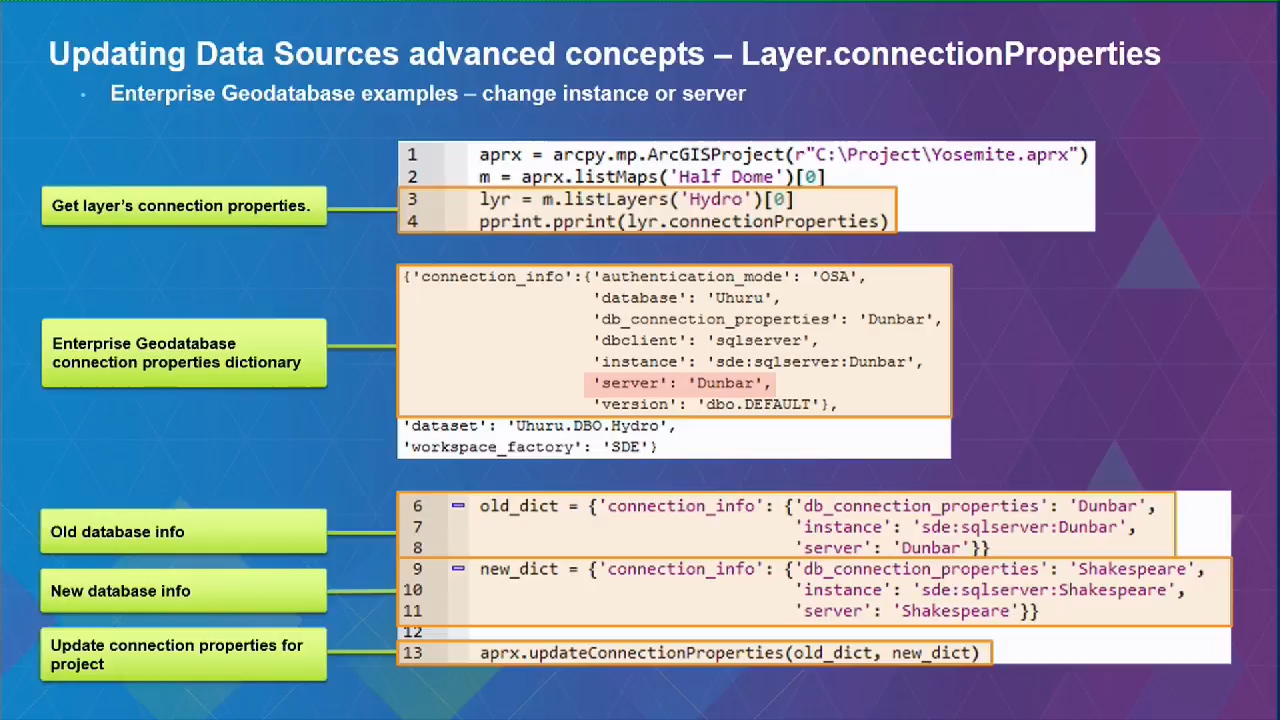 Updating Data Sources advanced concepts – Layer.connectionProperties
· Enterprise Geodatabase examples – change instance or server
1 aprx = arcpy.mp.ArcGISProject(r"C:\Project\Yosemite.aprx")
2 m = aprx.listMaps('Half Dome')[0]
Get layer's connection properties.
3 lyr = m.listLayers('Hydro')[0]
4 pprint.pprint(lyr.connectionProperties)
Enterprise Geodatabase
connection properties dictionary
{'connection_info':{'authentication_mode': 'OSA',
'database': 'Uhuru',
'db_connection_properties': 'Dunbar',
'dbclient': 'sqlserver',
'instance': 'sde:sqlserver:Dunbar',
'server': 'Dunbar',
'version': 'dbo.DEFAULT'},
'dataset': 'Uhuru.DBO.Hydro',
'workspace_factory': 'SDE'}
Old database info
6 old_dict = {'connection_info': {'db_connection_properties': 'Dunbar',
7 'instance': 'sde:sqlserver:Dunbar',
8 'server': 'Dunbar'}}
New database info
9 new_dict = {'connection_info': {'db_connection_properties': 'Shakespeare',
10 'instance': 'sde:sqlserver:Shakespeare',
11 'server': 'Shakespeare'}}
12
Update connection properties for
project
13 aprx.updateConnectionProperties(old_dict, new_dict)